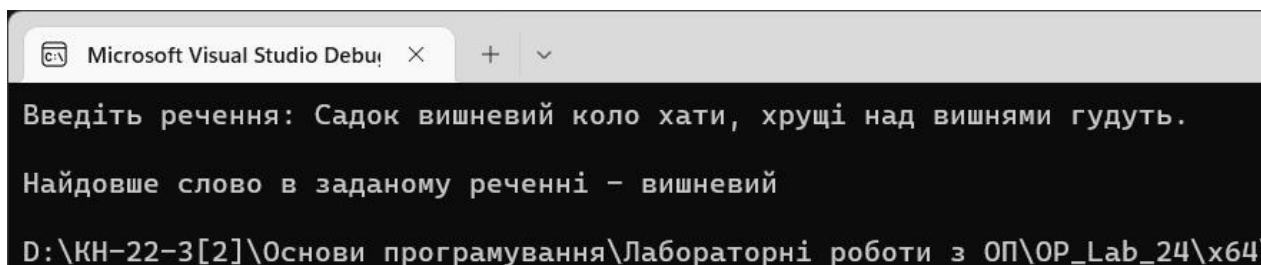 Microsoft Visual Studio Debu
Введіть речення: Садок вишневий коло хати, хрущі над вишнями гудуть.
Найдовше слово в заданому реченні - вишневий
D:\КН-22-3[2]\Основи програмування\Лабораторні роботи з ОП\OP_Lab_24\x64\